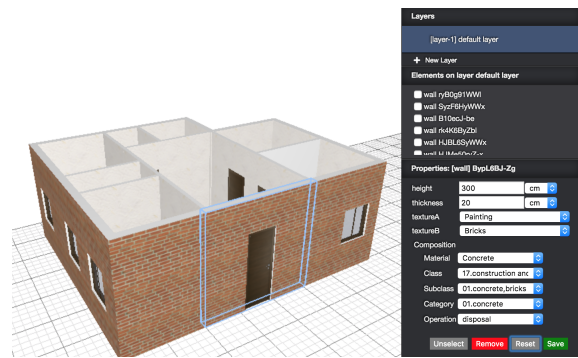 Layers
[layer-1] default layer
+ New Layer
Elements on layer default layer
wall ryB0g91WWl
wall SyzF6HyWWx
wall B10ecJ-be
wall rk4K6ByZbl
wall HJBL6SyWWx
Properties: [wall] BypL6BJ-Zg
height 300 cm
thickness 20 cm
textureA Painting
textureB Bricks
Composition
Material Concrete
Class 17.construction anc
Subclass 01.concrete,bricks
Category 01.concrete
Operation disposal
Unselect Remove Reset Save